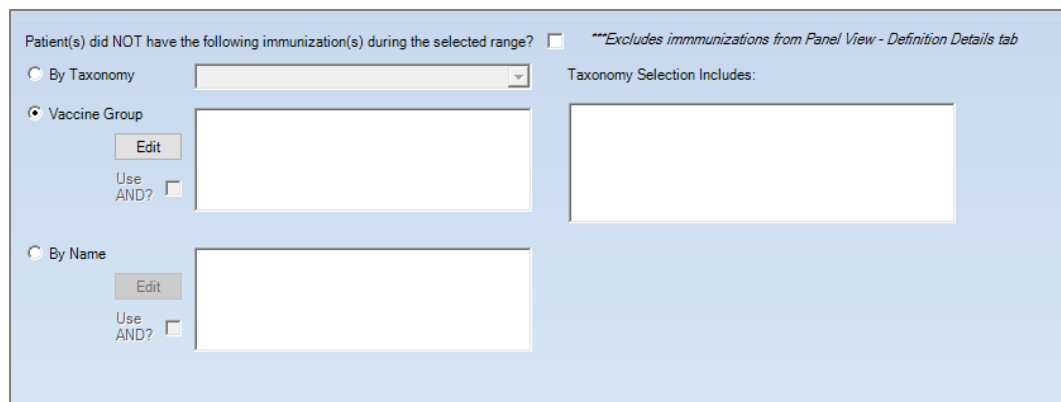 Patient(s) did NOT have the following immunization(s) during the selected range? ***Excludes immmunizations from Panel View - Definition Details tab
By Taxonomy
Taxonomy Selection Includes:
Vaccine Group
Edit
Use
AND?
By Name
Edit
Use
AND?